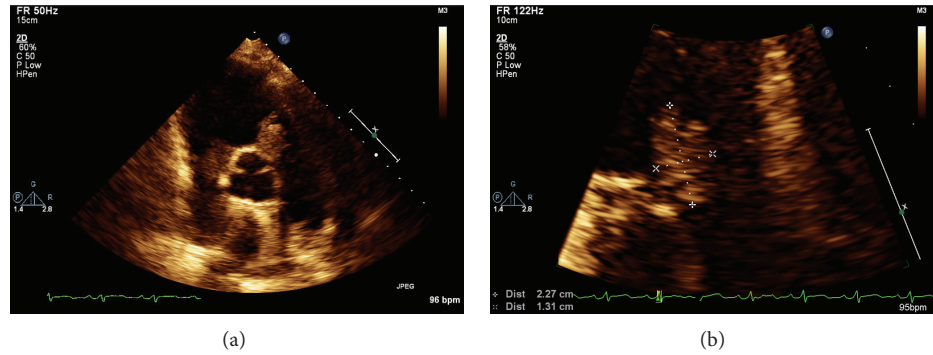 FR 50Hz
15cm
M3
2D
60%
C 50
P Low
HPen
P
G
P R
1.4 2.8
JPEG
96 bpm
FR 122Hz
10cm
M3
2D
58%
C 50
P Low
HPen
P
G
P R
1.4 2.8
Dist 2.27 cm
Dist 1.31 cm
95bpm
(a)
(b)